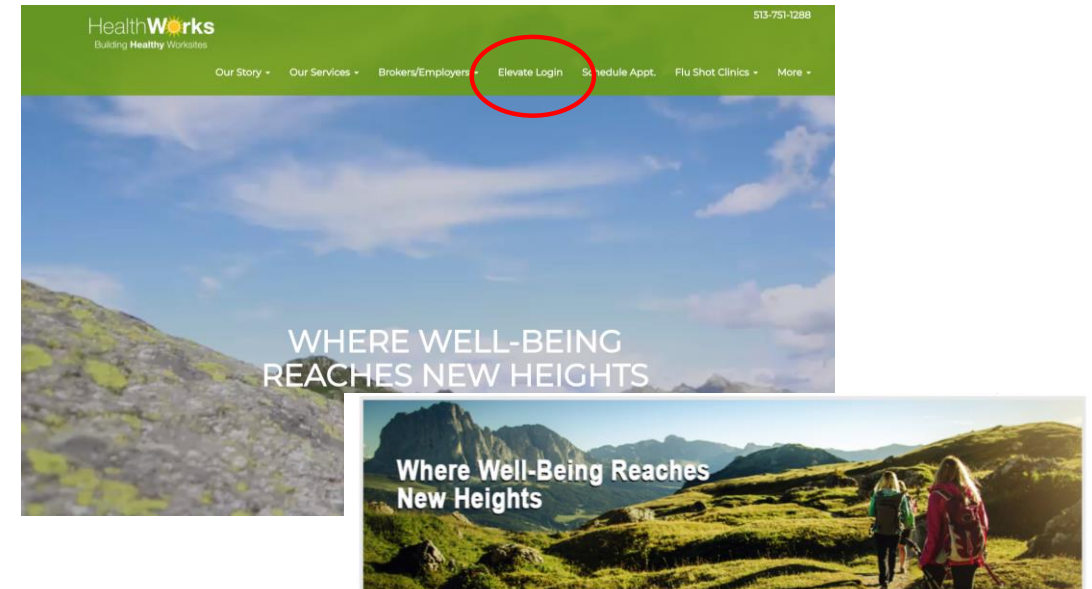 513-751-1288
HealthWorks
Building Healthy Worksites
Our Story Our Services Brokers/Employers Elevate Login Schedule Appt. Flu Shot Clinics More
WHERE WELL-BEING
REACHES NEW HEIGHTS
Where Well-Being Reaches
New Heights